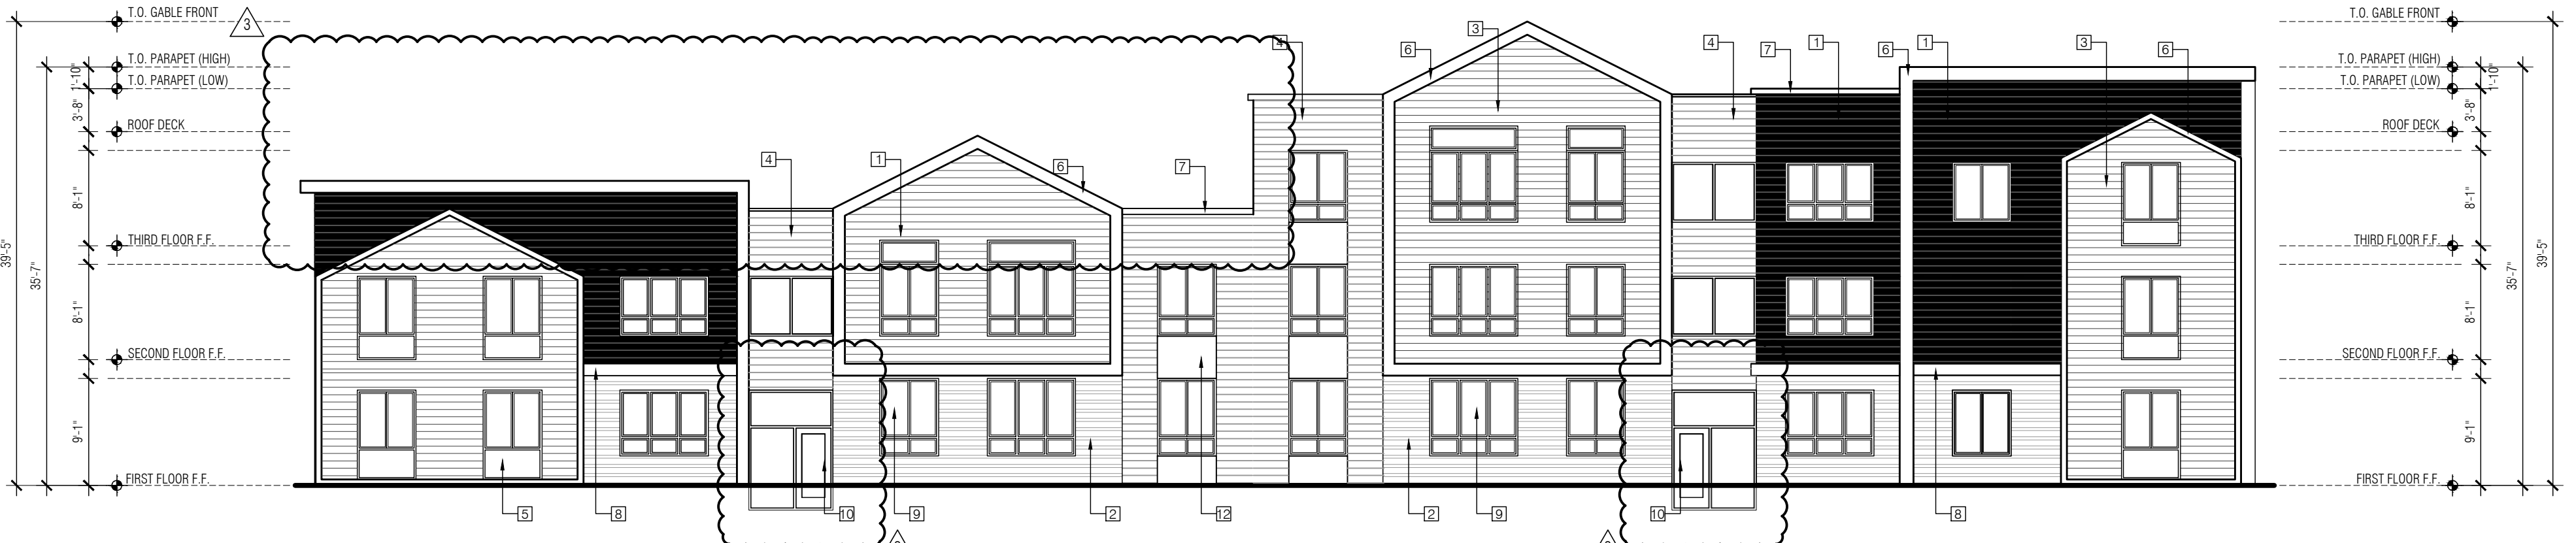 T.O. GABLE FRONT
3
T.O. PARAPET (HIGH)
T.O. PARAPET (LOW)
ROOF DECK
THIRD FLOOR F.F.
SECOND FLOOR F.F.
FIRST FLOOR F.F.
39'-5"
35'-7"
1'-10"
3'-8"
8'-1"
8'-1"
9'-1"
4
1
6
7
4
6
3
4
7
1
6
1
3
6
5
8
10
9
2
12
2
9
10
8
T.O. GABLE FRONT
T.O. PARAPET (HIGH)
T.O. PARAPET (LOW)
ROOF DECK
THIRD FLOOR F.F.
SECOND FLOOR F.F.
FIRST FLOOR F.F.
1'-10"
3'-8"
8'-1"
8'-1"
9'-1"
35'-7"
39'-5"